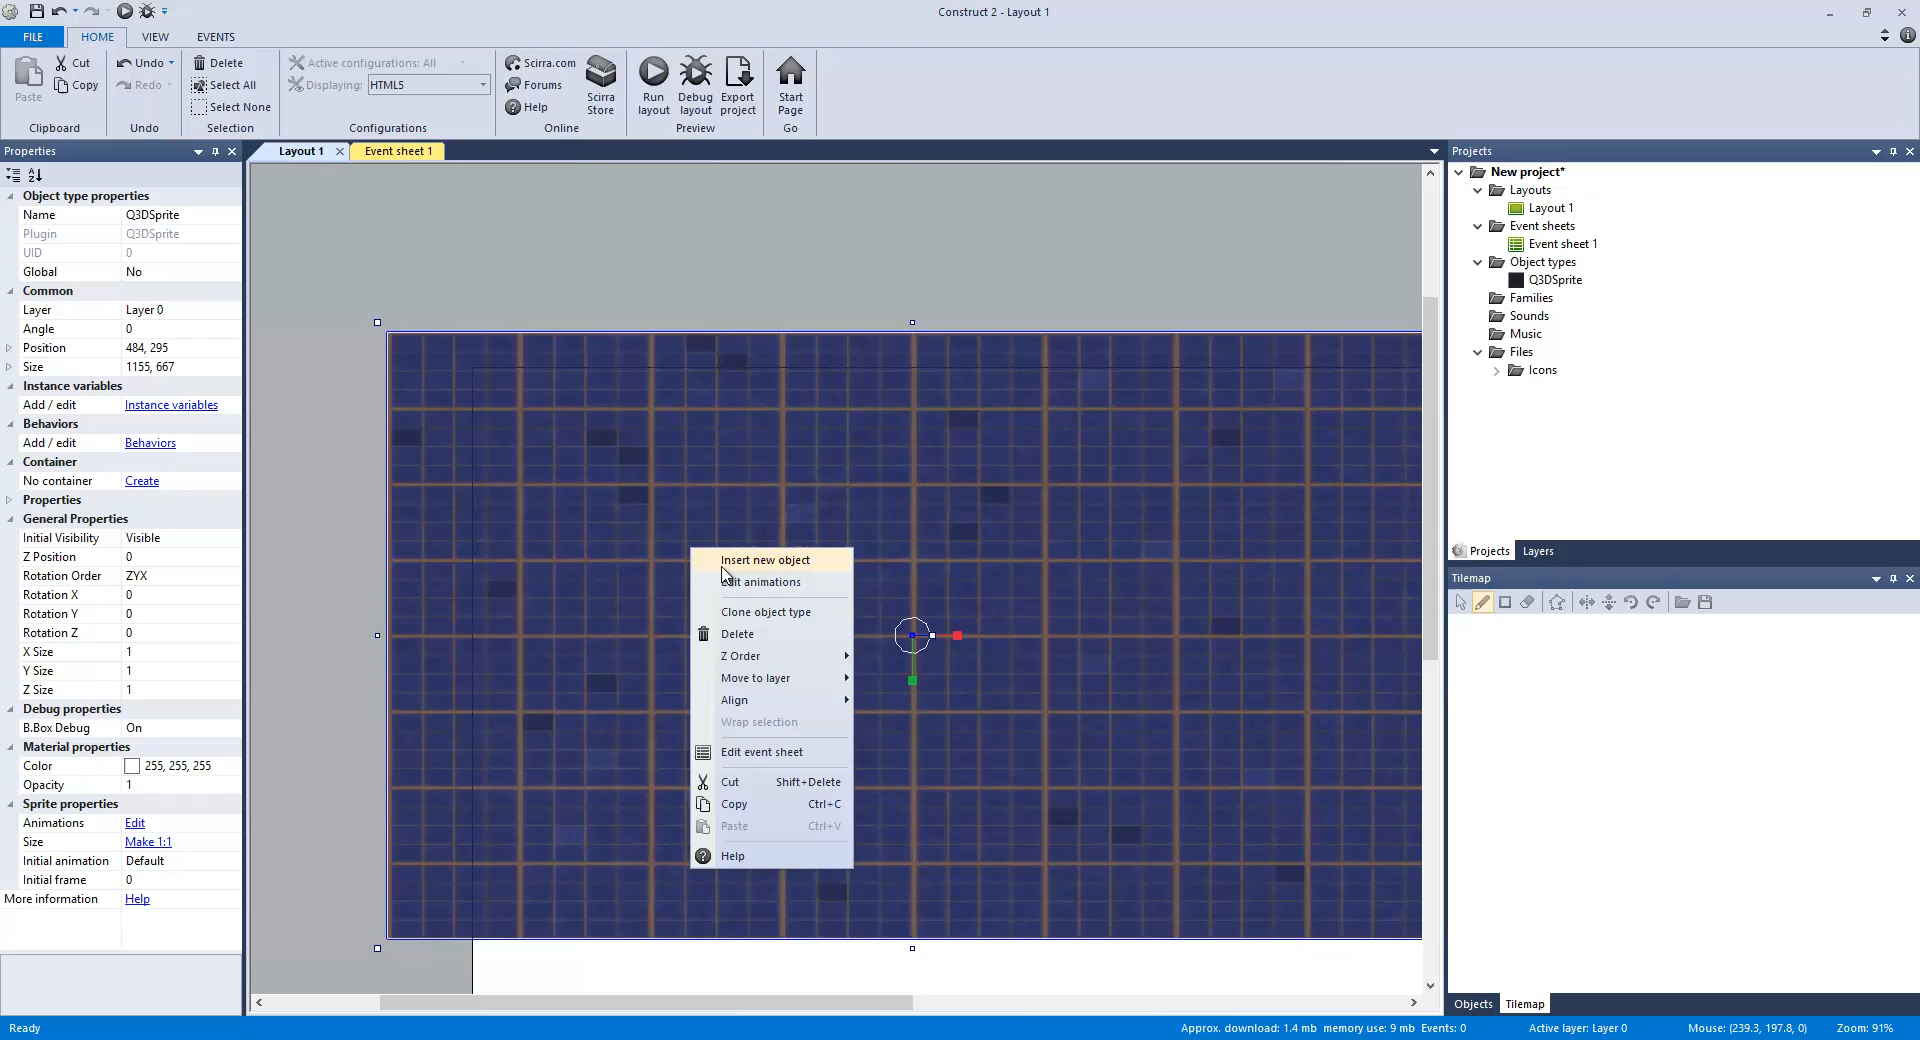 Construct 2 - Layout 1
FILE HOME VIEW EVENTS
Paste
Cut
Copy
Clipboard
Undo
Redo
Undo
Delete
Select All
Select None
Selection
Active configurations: All
Displaying: HTML5
Configurations
Scirra.com
Forums
Help
Scirra
Store
Online
Run
layout
Debug
layout
Export
project
Preview
Start
Page
Go
Properties
Layout 1
Event sheet 1
Projects
Object type properties
Name Q3DSprite
Plugin Q3DSprite
UID 0
Global No
Common
Layer Layer 0
Angle 0
Position 484, 295
Size 1155, 667
Instance variables
Add / edit Instance variables
Behaviors
Add / edit Behaviors
Container
No container Create
Properties
General Properties
Initial Visibility Visible
Z Position 0
Rotation Order ZYX
Rotation X 0
Rotation Y 0
Rotation Z 0
X Size 1
Y Size 1
Z Size 1
Debug properties
B.Box Debug On
Material properties
Color 255, 255, 255
Opacity 1
Sprite properties
Animations Edit
Size Make 1:1
Initial animation Default
Initial frame 0
More information Help
Insert new object
Edit animations
Clone object type
Delete
Z Order
Move to layer
Align
Wrap selection
Edit event sheet
Cut Shift+Delete
Copy Ctrl+C
Paste Ctrl+V
Help
New project*
Layouts
Layout 1
Event sheets
Event sheet 1
Object types
Q3DSprite
Families
Sounds
Music
Files
Icons
Projects Layers
Tilemap
Objects Tilemap
Ready
Approx. download: 1.4 mb memory use: 9 mb Events: 0
Active layer: Layer 0
Mouse: (239.3, 197.8, 0)
Zoom: 91%